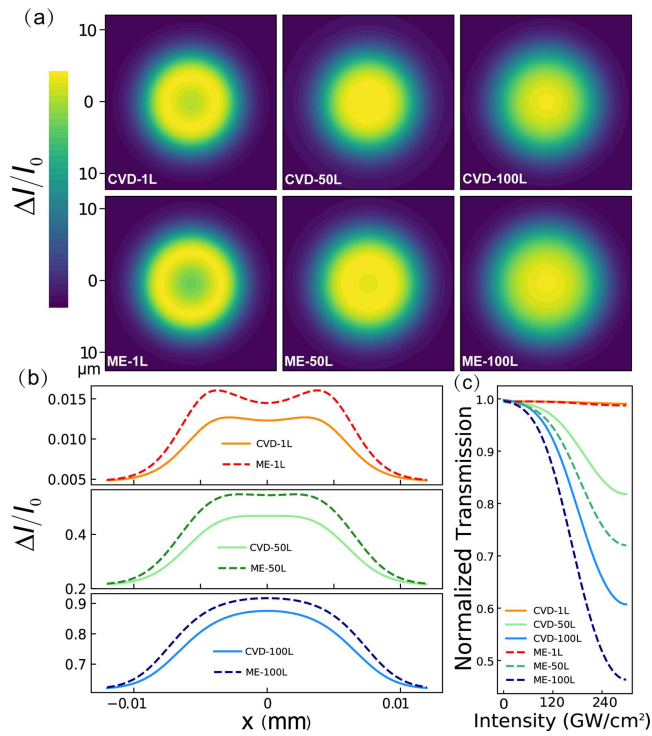 (a)
10
0
10
μm
ΔI/I₀
CVD-1L
CVD-50L
CVD-100L
10
0
10
ME-1L
ME-50L
ME-100L
(b)
0.015
0.010
0.005
CVD-1L
ME-1L
ΔI/I₀
0.4
0.2
CVD-50L
ME-50L
0.9
0.8
0.7
CVD-100L
ME-100L
−0.01
0
0.01
x (mm)
(c)
Normalized Transmission
1.0
0.9
0.8
0.7
0.6
0.5
CVD-1L
CVD-50L
CVD-100L
ME-1L
ME-50L
ME-100L
0
120
240
Intensity (GW/cm²)